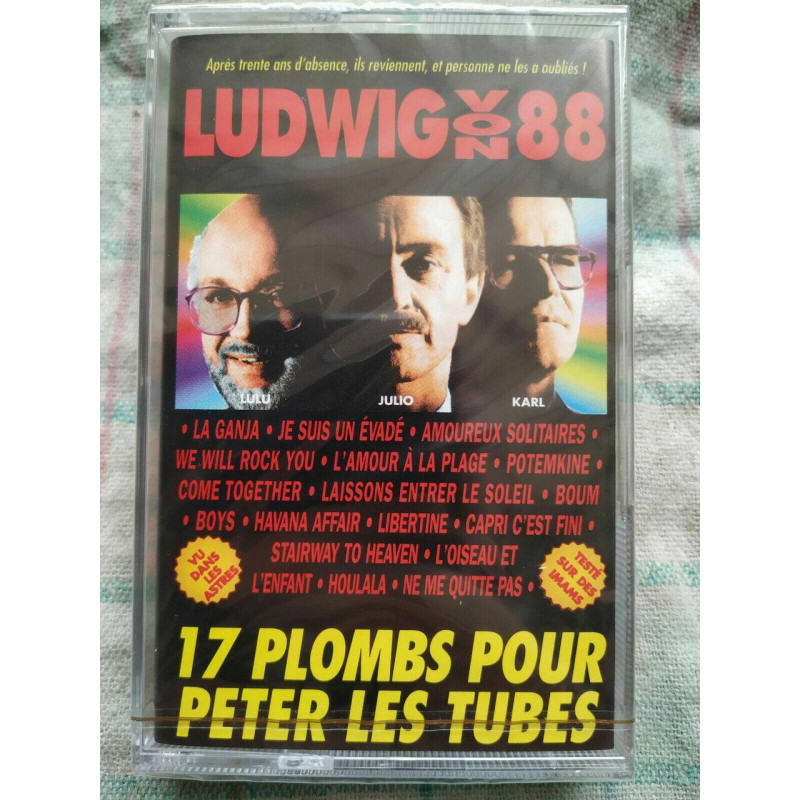 Après trente ans d'absence, ils reviennent, et personne ne les a oubliés !
LUDWIG VON 88
LULU
JULIO
KARL
• LA GANJA • JE SUIS UN ÉVADÉ • AMOUREUX SOLITAIRES •
WE WILL ROCK YOU • L'AMOUR À LA PLAGE • POTEMKINE •
COME TOGETHER • LAISSONS ENTRER LE SOLEIL • BOUM
• BOYS • HAVANA AFFAIR • LIBERTINE • CAPRI C'EST FINI •
STAIRWAY TO HEAVEN • L'OISEAU ET
L'ENFANT • HOULALA • NE ME QUITTE PAS •
VU
DANS
LES
ASTRES
TESTÉ
SUR DES
IMAMS
17 PLOMBS POUR
PETER LES TUBES